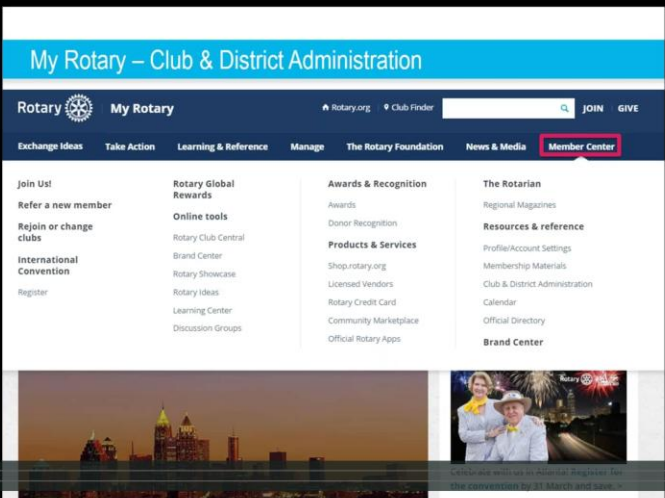 My Rotary – Club & District Administration
Rotary
My Rotary
Rotary.org
Club Finder
JOIN
GIVE
Exchange Ideas
Take Action
Learning & Reference
Manage
The Rotary Foundation
News & Media
Member Center
Join Us!
Refer a new member
Rejoin or change
clubs
International
Convention
Register
Rotary Global
Rewards
Online tools
Rotary Club Central
Brand Center
Rotary Showcase
Rotary Ideas
Learning Center
Discussion Groups
Awards & Recognition
Awards
Donor Recognition
Products & Services
Shop.rotary.org
Licensed Vendors
Rotary Credit Card
Community Marketplace
Official Rotary Apps
The Rotarian
Regional Magazines
Resources & reference
Profile/Account Settings
Membership Materials
Club & District Administration
Calendar
Official Directory
Brand Center
Rotary
Celebrate with us in Atlanta! Register for
the convention by 31 March and save. »